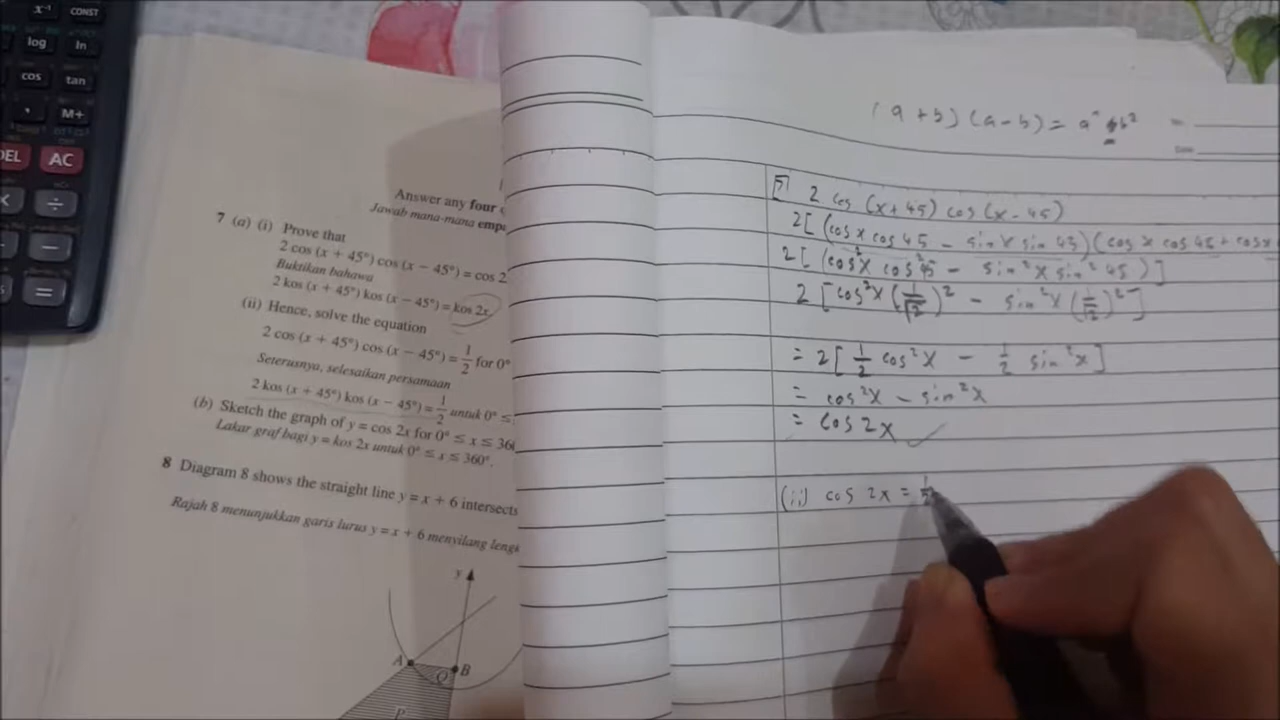 x⁻¹ CONST
log ln
cos tan
, M+
DEL AC
÷
−
=
Answer any four
Jawab mana-mana
7 (a) (i) Prove that
2 cos (x + 45°) cos (x − 45°) = cos 2
Buktikan bahawa
2 kos (x + 45°) kos (x − 45°) = kos 2x.
(ii) Hence, solve the equation
2 cos (x + 45°) cos (x − 45°) = 1/2 for 0°
Seterusnya, selesaikan persamaan
2 kos (x + 45°) kos (x − 45°) = 1/2 untuk 0° ≤
(b) Sketch the graph of y = cos 2x for 0° ≤ x ≤ 36
Lakar graf bagi y = kos 2x untuk 0° ≤ x ≤ 360°.
8 Diagram 8 shows the straight line y = x + 6 intersects
Rajah 8 menunjukkan garis lurus y = x + 6 menyilang
y
A B
Q
P
(a+b)(a-b) = a² - b²
7 2 cos (x+45) cos (x-45)
2[ (cos x cos 45 - sin x sin 45)(cos x cos 45 + cos x
2[ (cos²x cos²45 - sin²x sin²45 ]
2 [cos²x (1/√2)² - sin²x (1/√2)²]
= 2[ 1/2 cos²x - 1/2 sin²x]
= cos²x - sin²x
= cos 2x ✓
(ii) cos 2x = 1/2